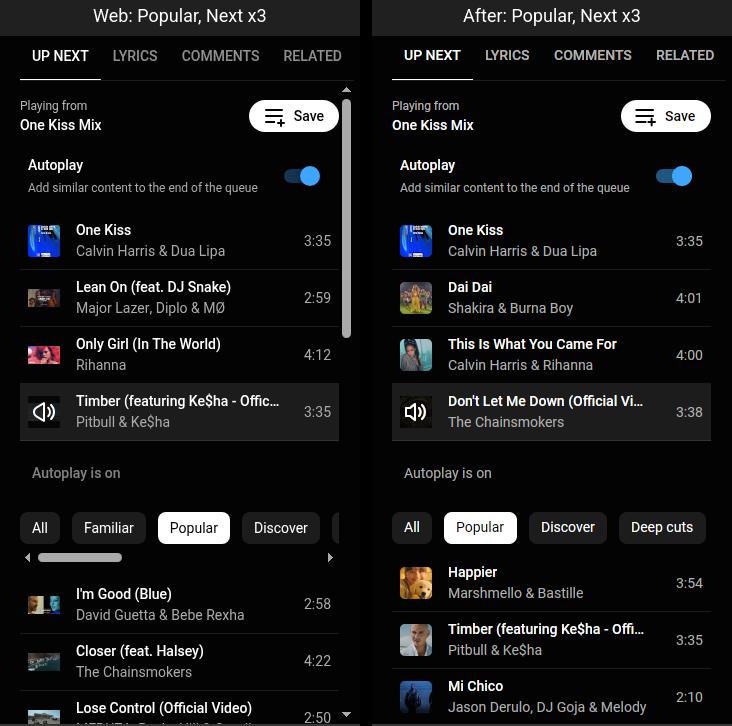 Web: Popular, Next x3
UP NEXT LYRICS COMMENTS RELATED
Playing from
One Kiss Mix
Save
Autoplay
Add similar content to the end of the queue
One Kiss
Calvin Harris & Dua Lipa
3:35
Lean On (feat. DJ Snake)
Major Lazer, Diplo & MØ
2:59
Only Girl (In The World)
Rihanna
4:12
Timber (featuring Ke$ha - Offic...
Pitbull & Ke$ha
3:35
Autoplay is on
All Familiar Popular Discover
I'm Good (Blue)
David Guetta & Bebe Rexha
2:58
Closer (feat. Halsey)
The Chainsmokers
4:22
Lose Control (Official Video)
2:50
After: Popular, Next x3
UP NEXT LYRICS COMMENTS RELATED
Playing from
One Kiss Mix
Save
Autoplay
Add similar content to the end of the queue
One Kiss
Calvin Harris & Dua Lipa
3:35
Dai Dai
Shakira & Burna Boy
4:01
This Is What You Came For
Calvin Harris & Rihanna
4:00
Don't Let Me Down (Official Vi...
The Chainsmokers
3:38
Autoplay is on
All Popular Discover Deep cuts
Happier
Marshmello & Bastille
3:54
Timber (featuring Ke$ha - Offi...
Pitbull & Ke$ha
3:35
Mi Chico
Jason Derulo, DJ Goja & Melody
2:10